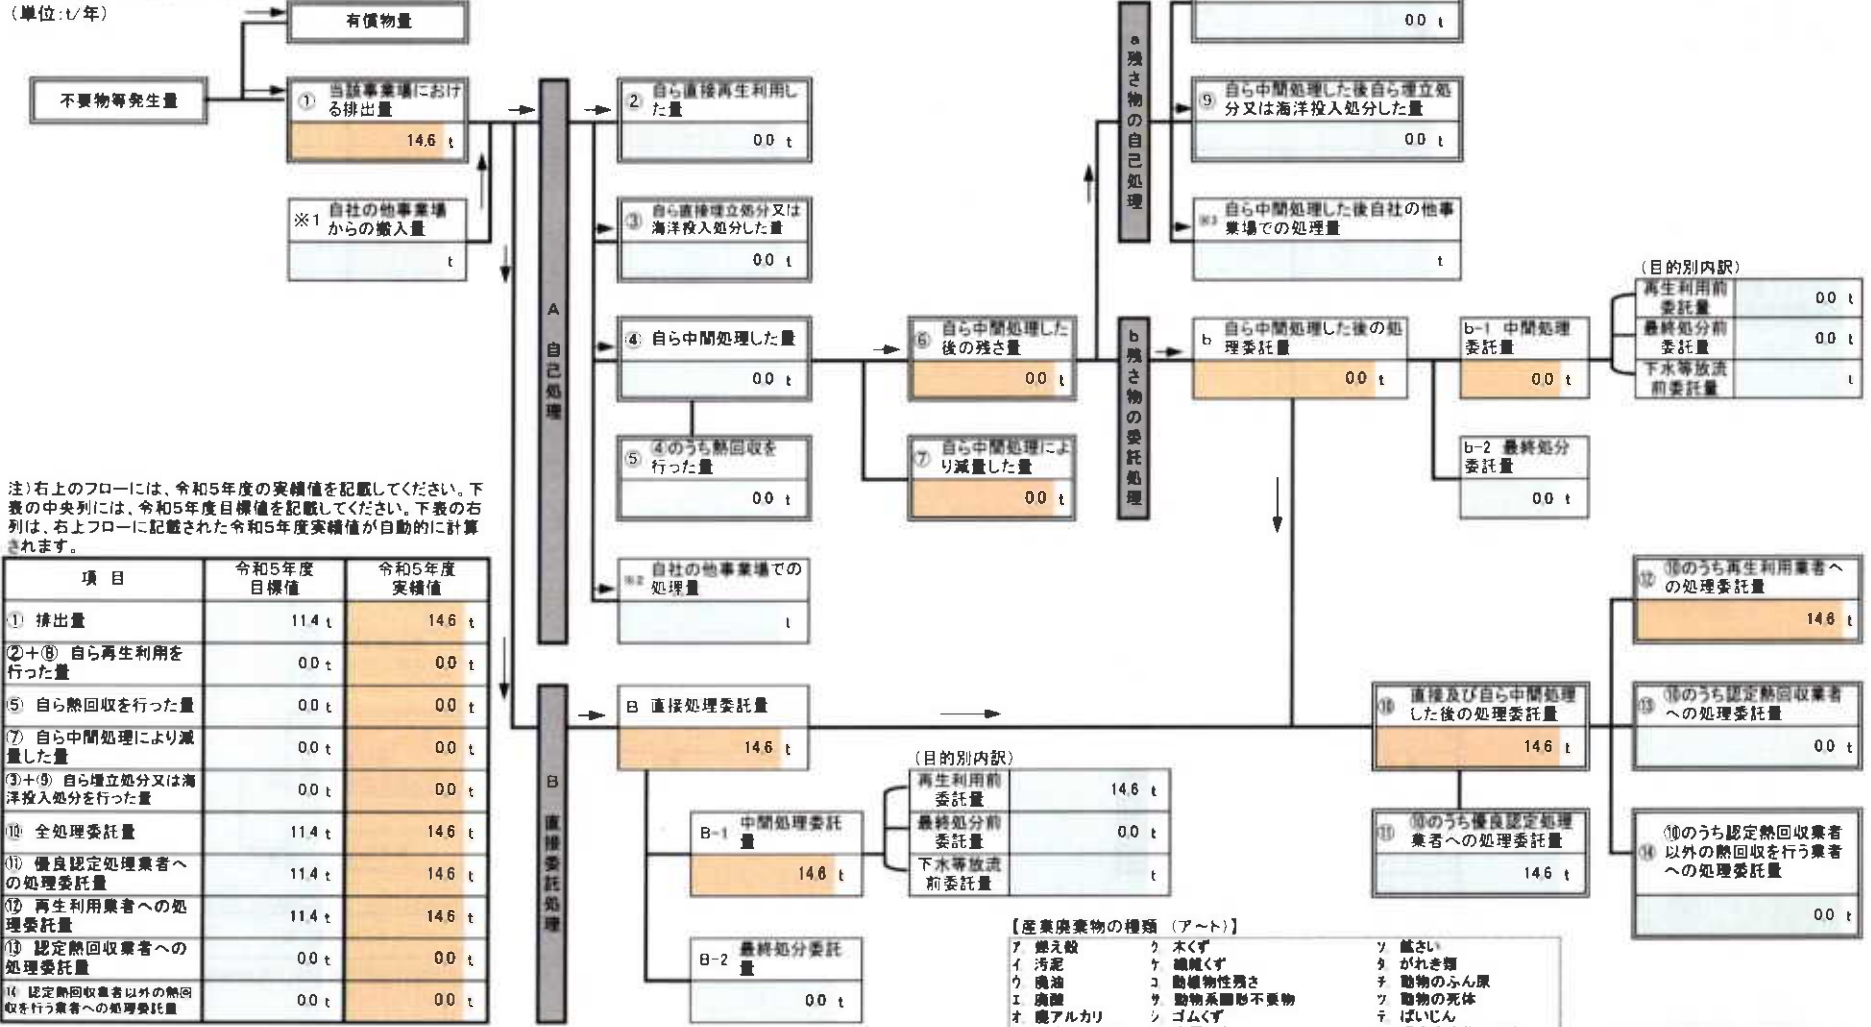 (単位:t/年)
有償物量
不要物等発生量
① 当該事業場におけ
る排出量
14.6 t
※1 自社の他事業場
からの搬入量
t
A 自己処理
② 自ら直接再生利用し
た量
0.0 t
③ 自ら直接埋立処分又は
海洋投入処分した量
0.0 t
④ 自ら中間処理した量
0.0 t
⑤ ④のうち熱回収を
行った量
0.0 t
※2 自社の他事業場での
処理量
t
⑥ 自ら中間処理した
後の残さ量
0.0 t
⑦ 自ら中間処理によ
り減量した量
0.0 t
a 残さ物の自己処理
0.0 t
⑨ 自ら中間処理した後自ら埋立処
分又は海洋投入処分した量
0.0 t
※3 自ら中間処理した後自社の他事
業場での処理量
t
b 残さ物の委託処理
b 自ら中間処理した後の処
理委託量
0.0 t
b-1 中間処理
委託量
0.0 t
(目的別内訳)
再生利用前
委託量 0.0 t
最終処分前
委託量 0.0 t
下水等放流
前委託量 t
b-2 最終処分
委託量
0.0 t
注)右上のフローには、令和5年度の実績値を記載してください。下
表の中央列には、令和5年度目標値を記載してください。下表の右
列は、右上フローに記載された令和5年度実績値が自動的に計算
されます。
項目 令和5年度
目標値 令和5年度
実績値
① 排出量 11.4 t 14.6 t
②+⑧ 自ら再生利用を
行った量 0.0 t 0.0 t
⑤ 自ら熱回収を行った量 0.0 t 0.0 t
⑦ 自ら中間処理により減
量した量 0.0 t 0.0 t
③+⑨ 自ら埋立処分又は海
洋投入処分を行った量 0.0 t 0.0 t
⑩ 全処理委託量 11.4 t 14.6 t
⑪ 優良認定処理業者へ
の処理委託量 11.4 t 14.6 t
⑫ 再生利用業者への処
理委託量 11.4 t 14.6 t
⑬ 認定熱回収業者への
処理委託量 0.0 t 0.0 t
⑭ 認定熱回収業者以外の熱回
収を行う業者への処理委託量 0.0 t 0.0 t
B 直接委託処理
B 直接処理委託量
14.6 t
B-1 中間処理委託
量
14.6 t
(目的別内訳)
再生利用前
委託量 14.6 t
最終処分前
委託量 0.0 t
下水等放流
前委託量 t
B-2 最終処分委託
量
0.0 t
⑩ 直接及び自ら中間処理
した後の処理委託量
14.6 t
⑪ ⑩のうち優良認定処理
業者への処理委託量
14.6 t
⑫ ⑩のうち再生利用業者へ
の処理委託量
14.6 t
⑬ ⑩のうち認定熱回収業者
への処理委託量
0.0 t
⑭ ⑩のうち認定熱回収業者
以外の熱回収を行う業者
への処理委託量
0.0 t
【産業廃棄物の種類 (ア~ト)】
ア 燃え殻 ク 木くず ソ 鉱さい
イ 汚泥 ケ 繊維くず タ がれき類
ウ 廃油 コ 動植物性残さ チ 動物のふん尿
エ 廃酸 サ 動物系固形不要物 ツ 動物の死体
オ 廃アルカリ シ ゴムくず テ ばいじん